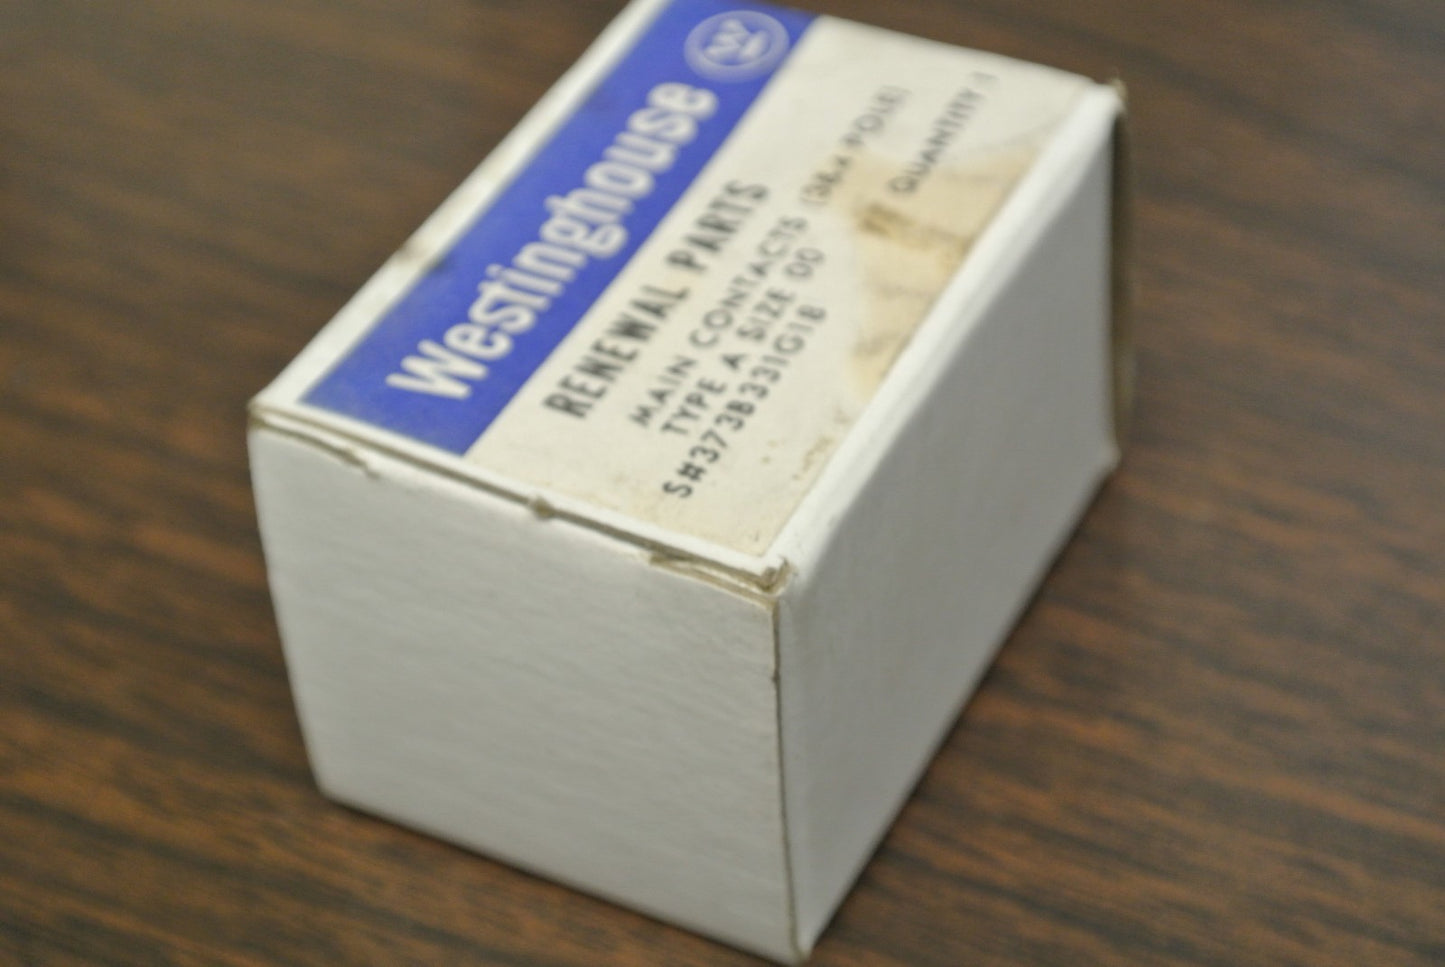 Westinghouse
RENEWAL PARTS
MAIN CONTACTS (3&4 POLE)
TYPE A SIZE 00
S#373B331G18 QUANTITY 1